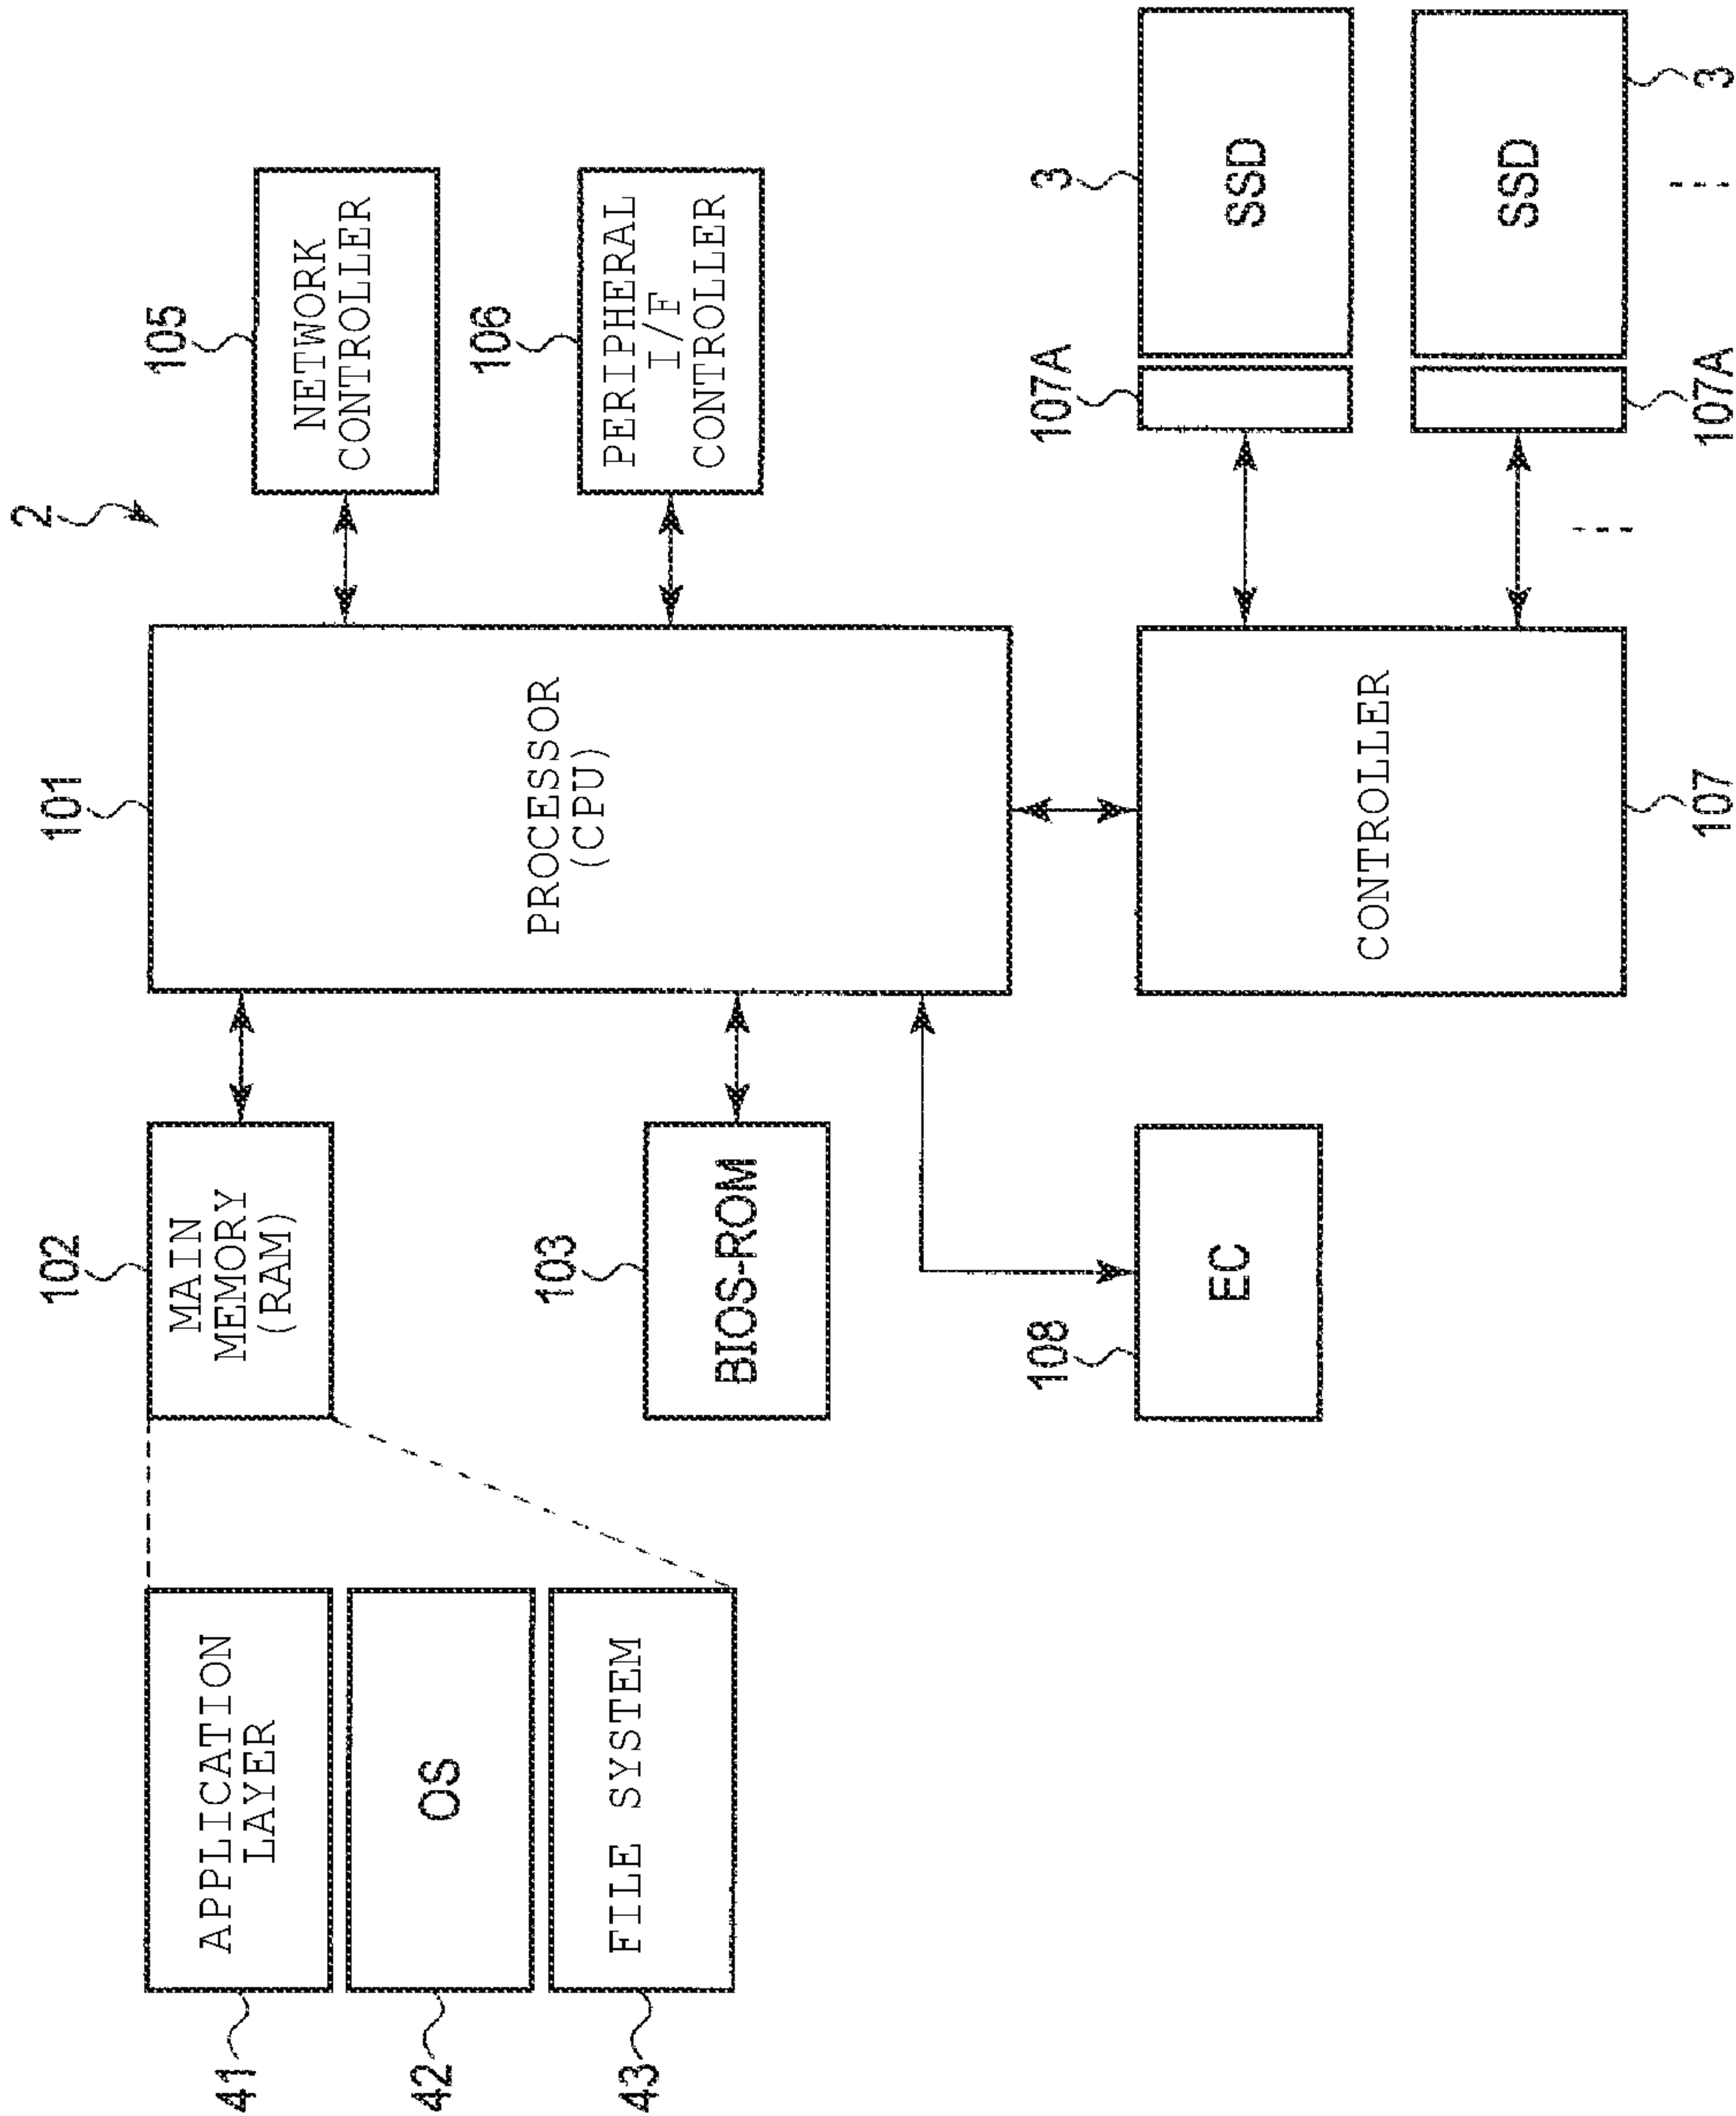 2
102
101
105
41
APPLICATION
LAYER
MAIN
MEMORY
(RAM)
NETWORK
CONTROLLER
42
OS
PROCESSOR
(CPU)
106
PERIPHERAL
I/F
CONTROLLER
43
FILE SYSTEM
103
BIOS-ROM
108
EC
107A
3
SSD
CONTROLLER
SSD
107
107A
3